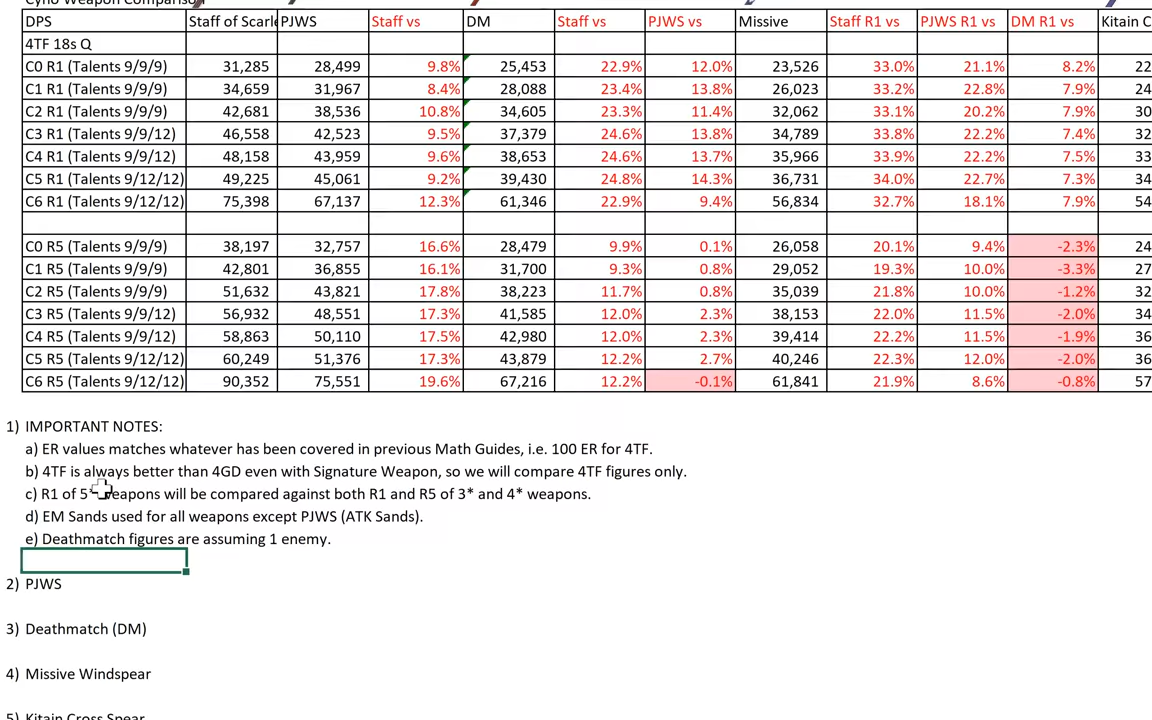 Cyno Weapon Comparison
DPS Staff of Scarle PJWS Staff vs DM Staff vs PJWS vs Missive Staff R1 vs PJWS R1 vs DM R1 vs Kitain C
4TF 18s Q
C0 R1 (Talents 9/9/9) 31,285 28,499 9.8% 25,453 22.9% 12.0% 23,526 33.0% 21.1% 8.2% 22
C1 R1 (Talents 9/9/9) 34,659 31,967 8.4% 28,088 23.4% 13.8% 26,023 33.2% 22.8% 7.9% 24
C2 R1 (Talents 9/9/9) 42,681 38,536 10.8% 34,605 23.3% 11.4% 32,062 33.1% 20.2% 7.9% 30
C3 R1 (Talents 9/9/12) 46,558 42,523 9.5% 37,379 24.6% 13.8% 34,789 33.8% 22.2% 7.4% 32
C4 R1 (Talents 9/9/12) 48,158 43,959 9.6% 38,653 24.6% 13.7% 35,966 33.9% 22.2% 7.5% 33
C5 R1 (Talents 9/12/12) 49,225 45,061 9.2% 39,430 24.8% 14.3% 36,731 34.0% 22.7% 7.3% 34
C6 R1 (Talents 9/12/12) 75,398 67,137 12.3% 61,346 22.9% 9.4% 56,834 32.7% 18.1% 7.9% 54
C0 R5 (Talents 9/9/9) 38,197 32,757 16.6% 28,479 9.9% 0.1% 26,058 20.1% 9.4% -2.3% 24
C1 R5 (Talents 9/9/9) 42,801 36,855 16.1% 31,700 9.3% 0.8% 29,052 19.3% 10.0% -3.3% 27
C2 R5 (Talents 9/9/9) 51,632 43,821 17.8% 38,223 11.7% 0.8% 35,039 21.8% 10.0% -1.2% 32
C3 R5 (Talents 9/9/12) 56,932 48,551 17.3% 41,585 12.0% 2.3% 38,153 22.0% 11.5% -2.0% 34
C4 R5 (Talents 9/9/12) 58,863 50,110 17.5% 42,980 12.0% 2.3% 39,414 22.2% 11.5% -1.9% 36
C5 R5 (Talents 9/12/12) 60,249 51,376 17.3% 43,879 12.2% 2.7% 40,246 22.3% 12.0% -2.0% 36
C6 R5 (Talents 9/12/12) 90,352 75,551 19.6% 67,216 12.2% -0.1% 61,841 21.9% 8.6% -0.8% 57
1) IMPORTANT NOTES:
a) ER values matches whatever has been covered in previous Math Guides, i.e. 100 ER for 4TF.
b) 4TF is always better than 4GD even with Signature Weapon, so we will compare 4TF figures only.
c) R1 of 5* weapons will be compared against both R1 and R5 of 3* and 4* weapons.
d) EM Sands used for all weapons except PJWS (ATK Sands).
e) Deathmatch figures are assuming 1 enemy.
2) PJWS
3) Deathmatch (DM)
4) Missive Windspear
5) Kitain Cross Spear